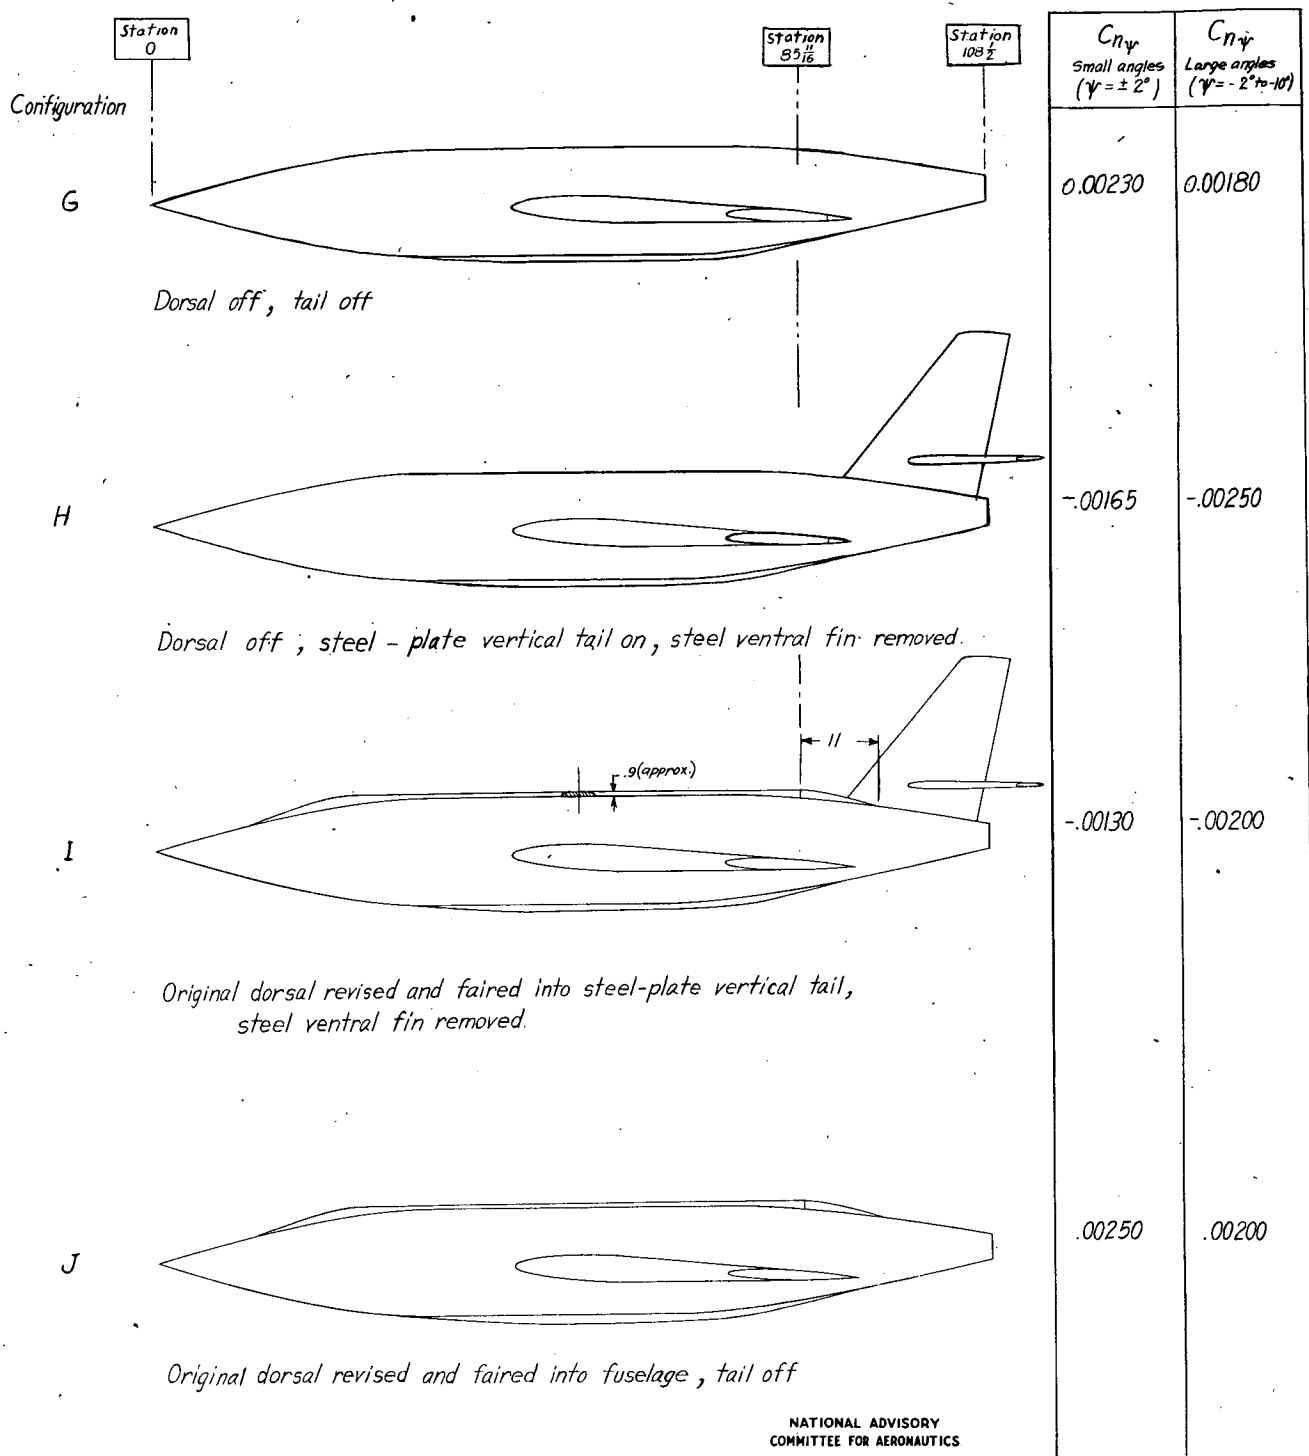 Station
0
Station
85 11/16
Station
108 1/2
Cnψ
Small angles
(ψ = ± 2°)
Cnψ
Large angles
(ψ = - 2° to -10°)
Configuration
G
0.00230
0.00180
Dorsal off, tail off
H
-.00165
-.00250
Dorsal off, steel - plate vertical tail on, steel ventral fin removed.
11
.9(approx.)
I
-.00130
-.00200
Original dorsal revised and faired into steel-plate vertical tail,
steel ventral fin removed.
J
.00250
.00200
Original dorsal revised and faired into fuselage, tail off
NATIONAL ADVISORY
COMMITTEE FOR AERONAUTICS